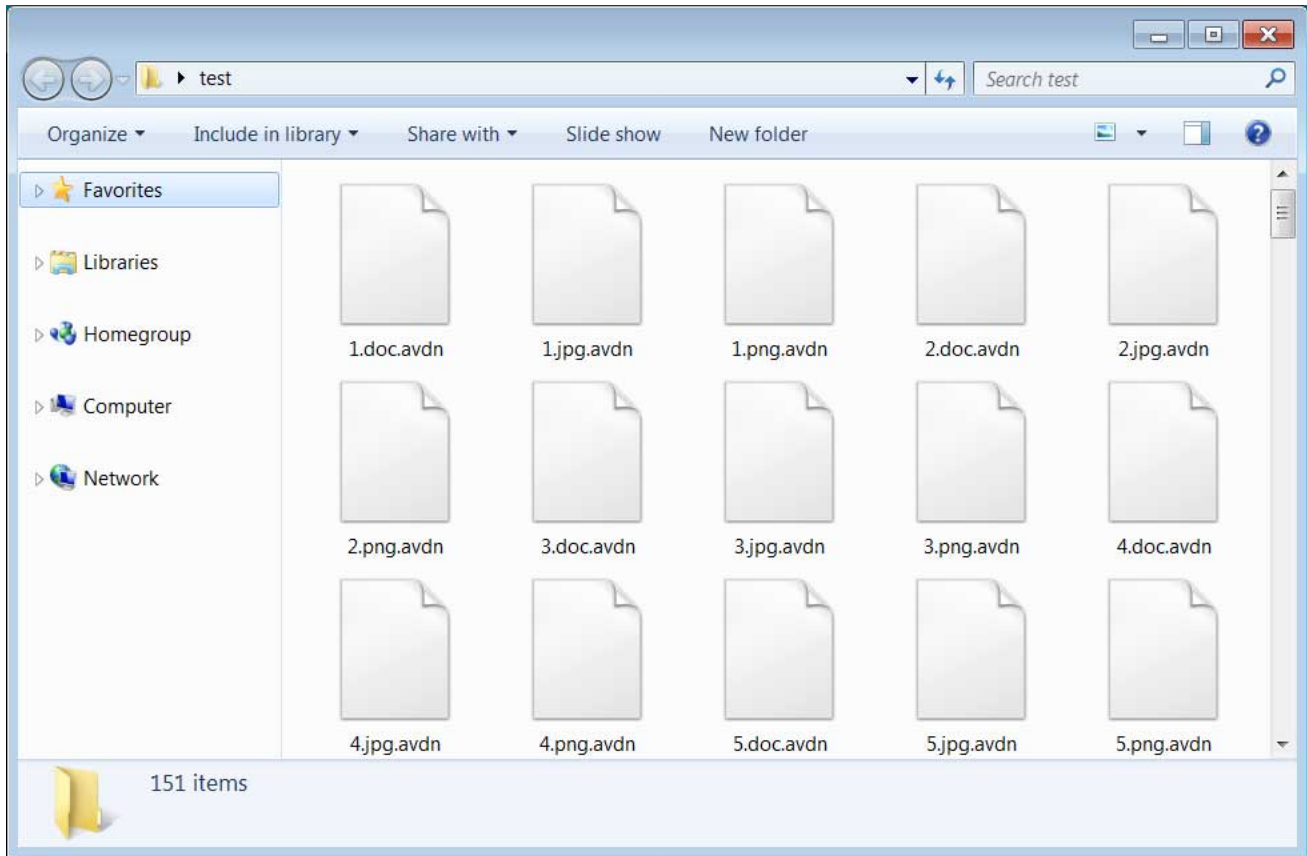 test
Search test
Organize Include in library Share with Slide show New folder
Favorites
Libraries
Homegroup
Computer
Network
1.doc.avdn 1.jpg.avdn 1.png.avdn 2.doc.avdn 2.jpg.avdn
2.png.avdn 3.doc.avdn 3.jpg.avdn 3.png.avdn 4.doc.avdn
4.jpg.avdn 4.png.avdn 5.doc.avdn 5.jpg.avdn 5.png.avdn
151 items